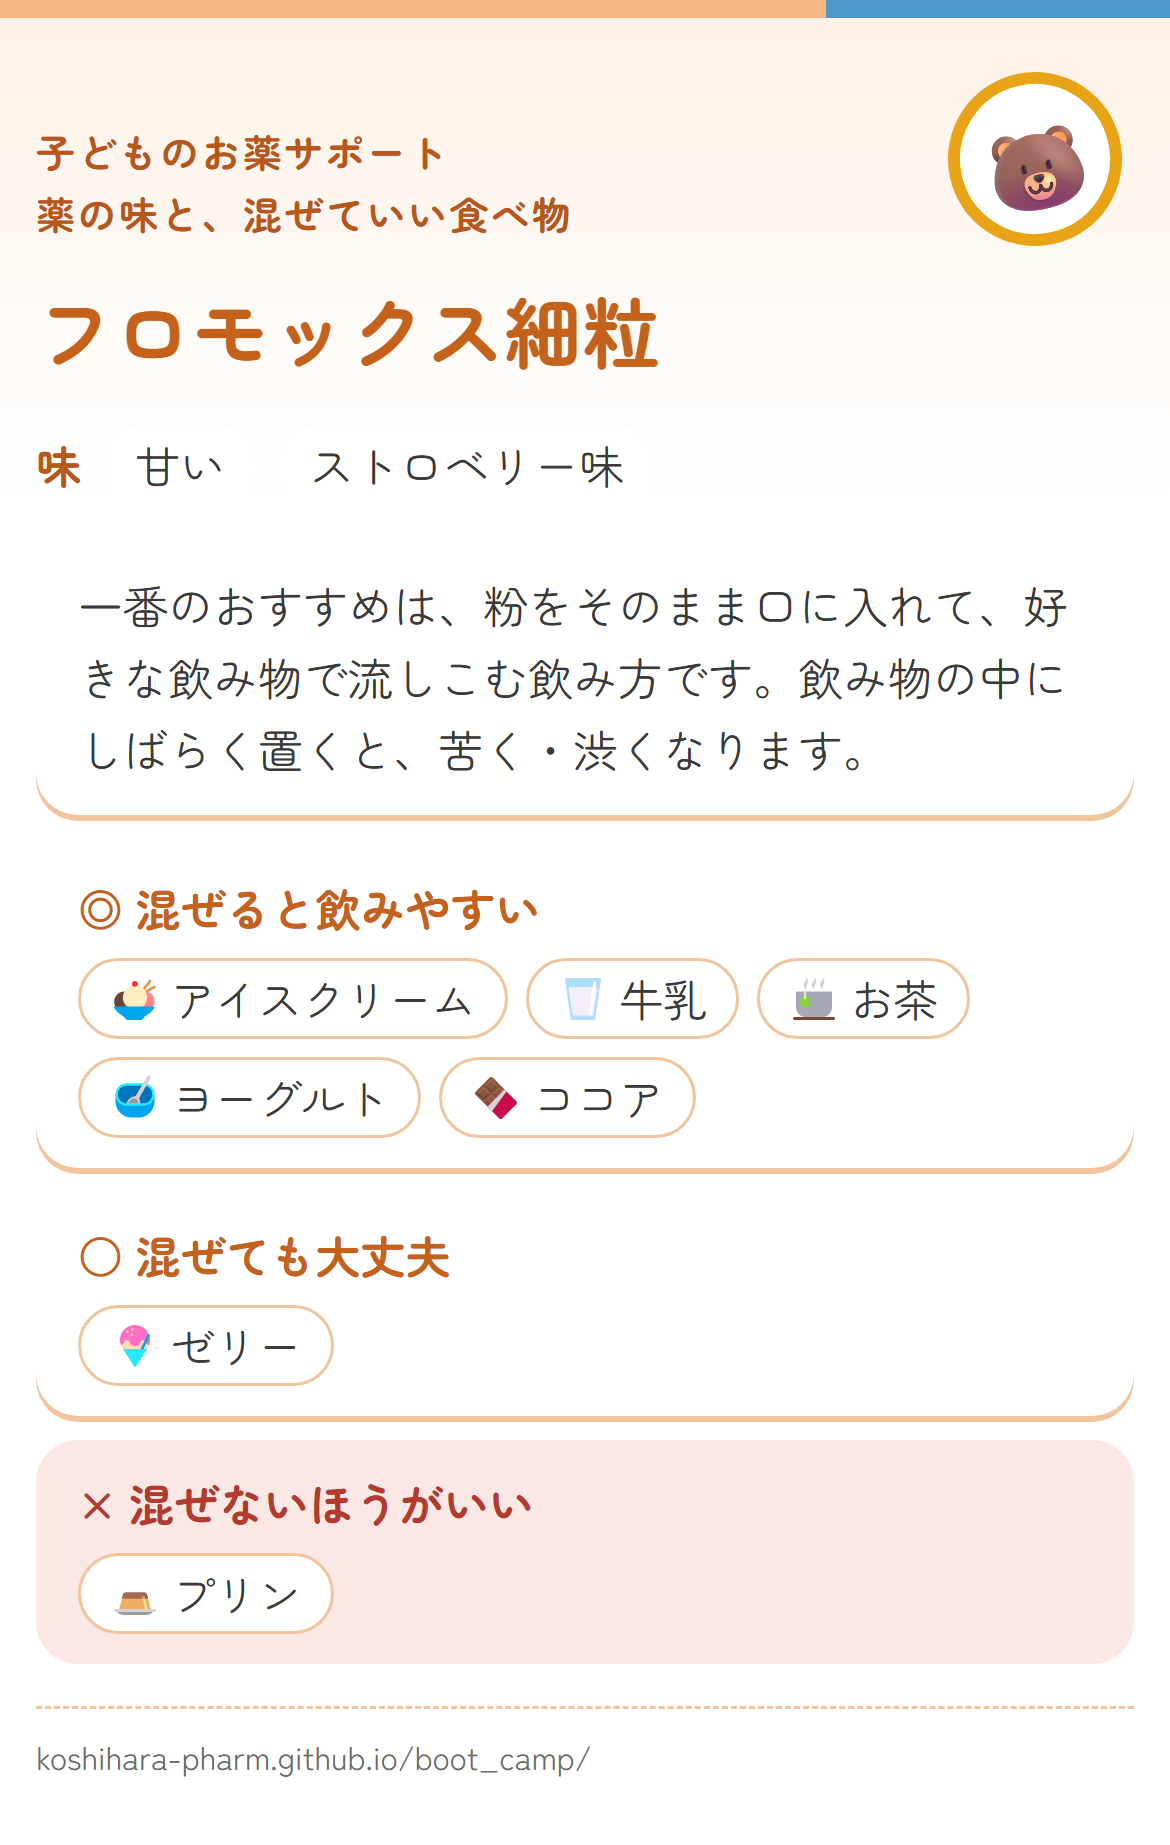 子どものお薬サポート
薬の味と、混ぜていい食べ物
フロモックス細粒
味 甘い ストロベリー味
一番のおすすめは、粉をそのまま口に入れて、好
きな飲み物で流しこむ飲み方です。飲み物の中に
しばらく置くと、苦く・渋くなります。
◎ 混ぜると飲みやすい
アイスクリーム 牛乳 お茶
ヨーグルト ココア
○ 混ぜても大丈夫
ゼリー
× 混ぜないほうがいい
プリン
koshihara-pharm.github.io/boot_camp/